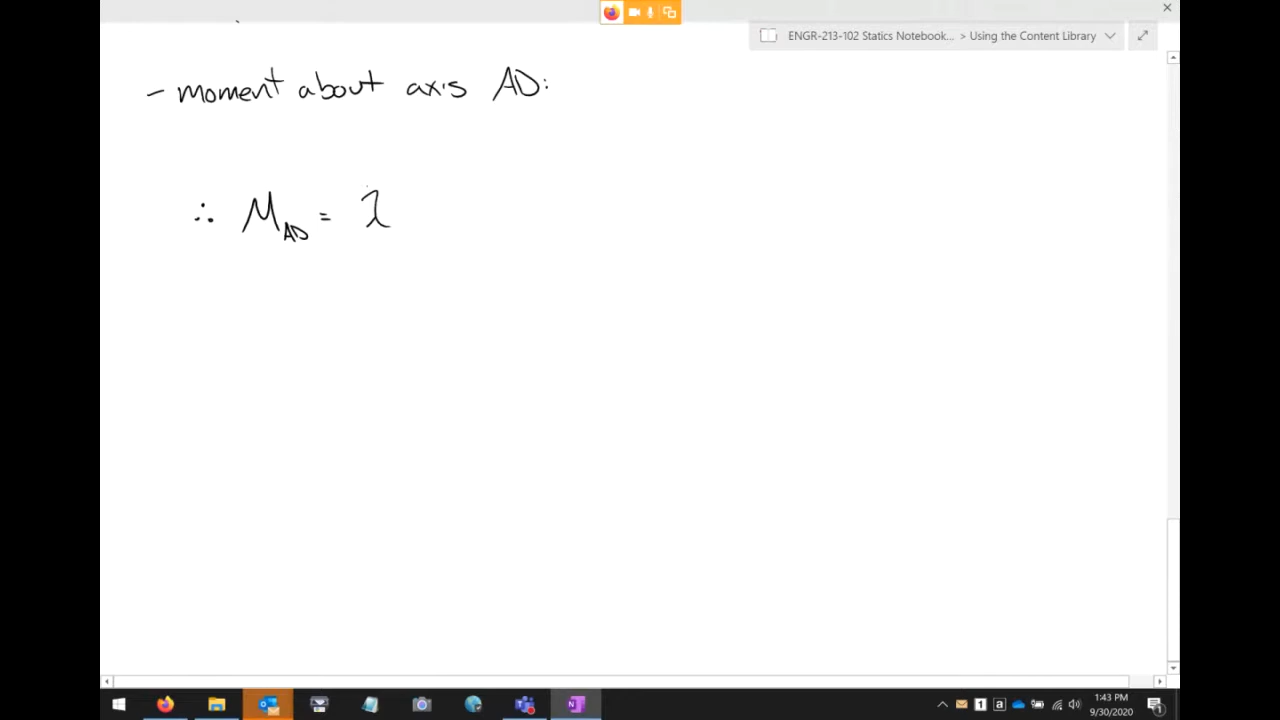 ENGR-213-102 Statics Notebook... > Using the Content Library
- moment about axis AD:
∴ M_AD = λ
1:43 PM
9/30/2020